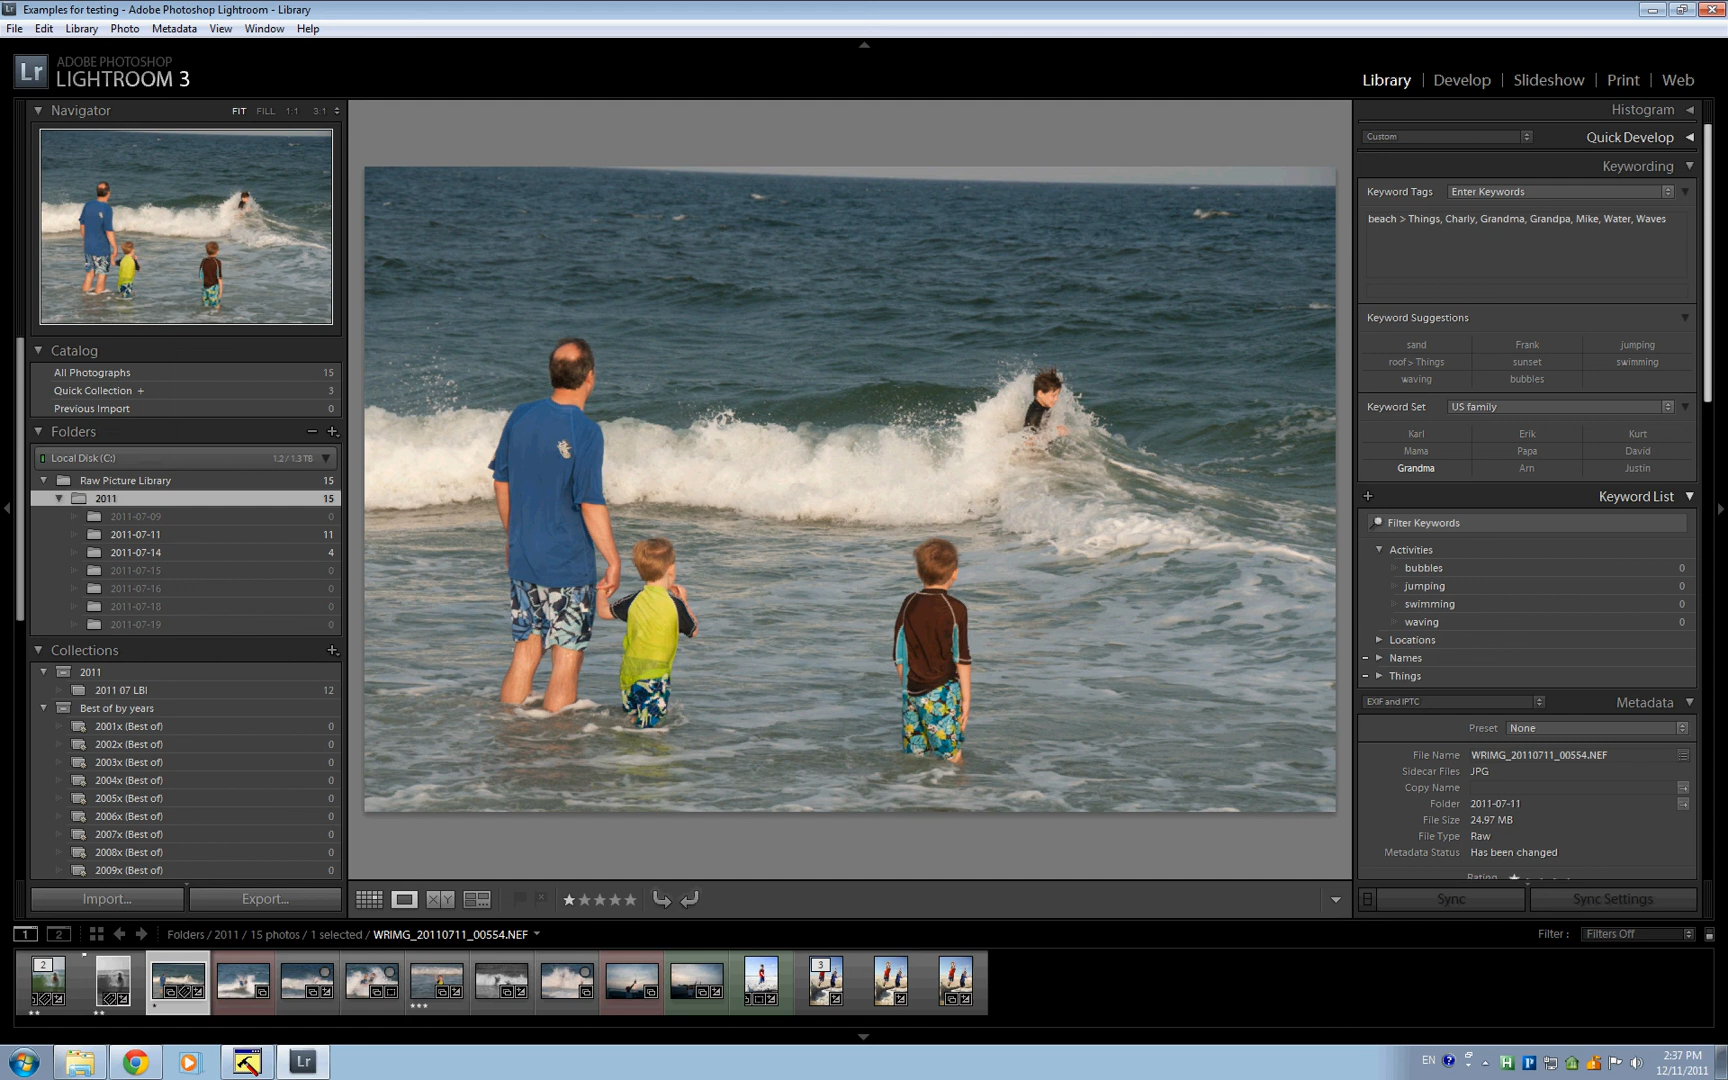 Examples for testing - Adobe Photoshop Lightroom - Library
File Edit Library Photo Metadata View Window Help
Lr ADOBE PHOTOSHOP
LIGHTROOM 3
Library | Develop | Slideshow | Print | Web
Navigator FIT FILL 1:1 3:1
Catalog
All Photographs 15
Quick Collection + 3
Previous Import 0
Folders
Local Disk (C:) 1.2 / 1.3 TB
Raw Picture Library 15
2011 15
2011-07-09 0
2011-07-11 11
2011-07-14 4
2011-07-15 0
2011-07-16 0
2011-07-18 0
2011-07-19 0
Collections
2011
2011 07 LBI 12
Best of by years
2001x (Best of) 0
2002x (Best of) 0
2003x (Best of) 0
2004x (Best of) 0
2005x (Best of) 0
2006x (Best of) 0
2007x (Best of) 0
2008x (Best of) 0
2009x (Best of) 0
Import... Export...
Histogram
Custom Quick Develop
Keywording
Keyword Tags Enter Keywords
beach > Things, Charly, Grandma, Grandpa, Mike, Water, Waves
Keyword Suggestions
sand Frank jumping
roof > Things sunset swimming
waving bubbles
Keyword Set US family
Karl Erik Kurt
Mama Papa David
Grandma Arn Justin
Keyword List
Filter Keywords
Activities
bubbles 0
jumping 0
swimming 0
waving 0
Locations
Names
Things
EXIF and IPTC Metadata
Preset None
File Name WRIMG_20110711_00554.NEF
Sidecar Files JPG
Copy Name
Folder 2011-07-11
File Size 24.97 MB
File Type Raw
Metadata Status Has been changed
Rating
Sync Sync Settings
XY
1 2 Folders / 2011 / 15 photos / 1 selected / WRIMG_20110711_00554.NEF
Filter : Filters Off
2 3
Lr
EN
2:37 PM
12/11/2011